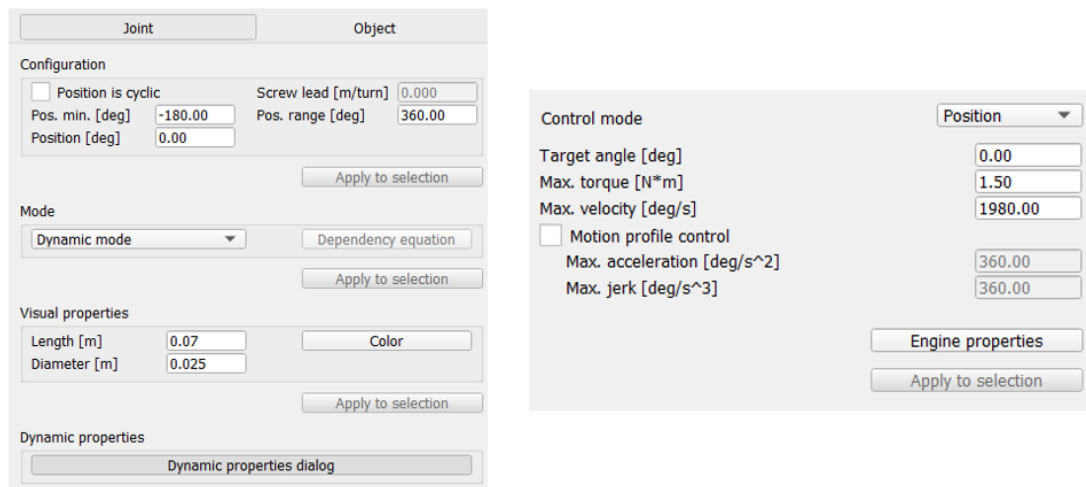 Joint Object
Configuration
Position is cyclic Screw lead [m/turn] 0.000
Pos. min. [deg] -180.00 Pos. range [deg] 360.00
Position [deg] 0.00
Apply to selection
Mode
Dynamic mode Dependency equation
Apply to selection
Visual properties
Length [m] 0.07 Color
Diameter [m] 0.025
Apply to selection
Dynamic properties
Dynamic properties dialog
Control mode Position
Target angle [deg] 0.00
Max. torque [N*m] 1.50
Max. velocity [deg/s] 1980.00
Motion profile control
Max. acceleration [deg/s^2] 360.00
Max. jerk [deg/s^3] 360.00
Engine properties
Apply to selection